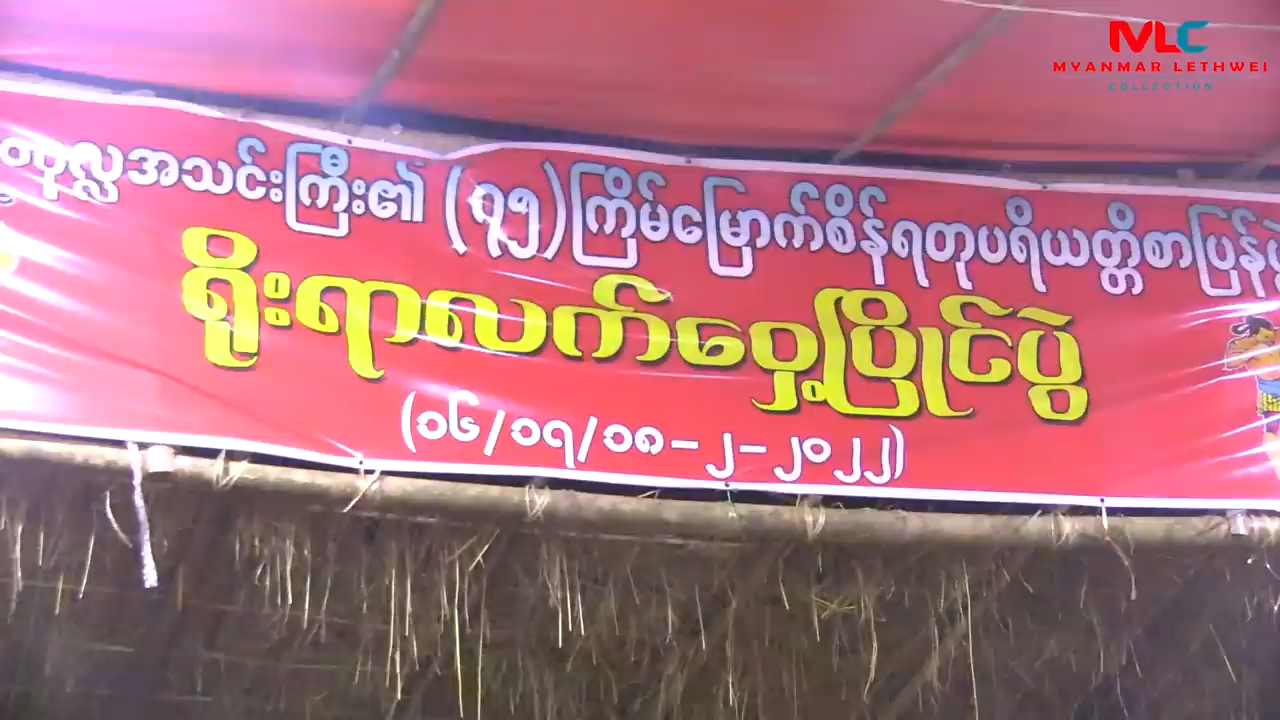 MLC
MYANMAR LETHWEI
COLLECTION
အသင်းကြီး၏ (၇၅)ကြိမ်မြောက်စိန်ရတုပရိယတ္တိစာပြန်ပွဲ
ရိုးရာလက်ဝှေ့ပြိုင်ပွဲ
(၁၆/၁၇/၁၈-၂-၂၀၂၂)